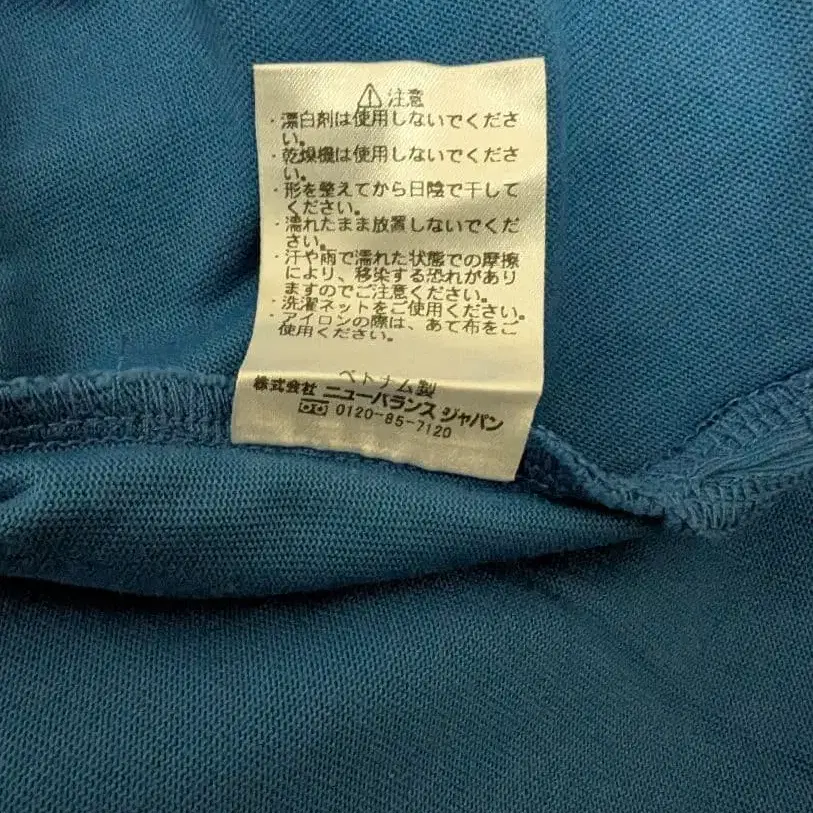 ⚠ 注意
・漂白剤は使用しないでくださ
い。
・乾燥機は使用しないでくださ
い。
・形を整えてから日陰で干して
ください。
・濡れたまま放置しないでくだ
さい。
・汗や雨で濡れた状態での摩擦
により、移染する恐れがあり
ますのでご注意ください。
・洗濯ネットをご使用ください。
・アイロンの際は、あて布をご
使用ください。
ベトナム製
株式会社 ニューバランス ジャパン
0120-85-7120